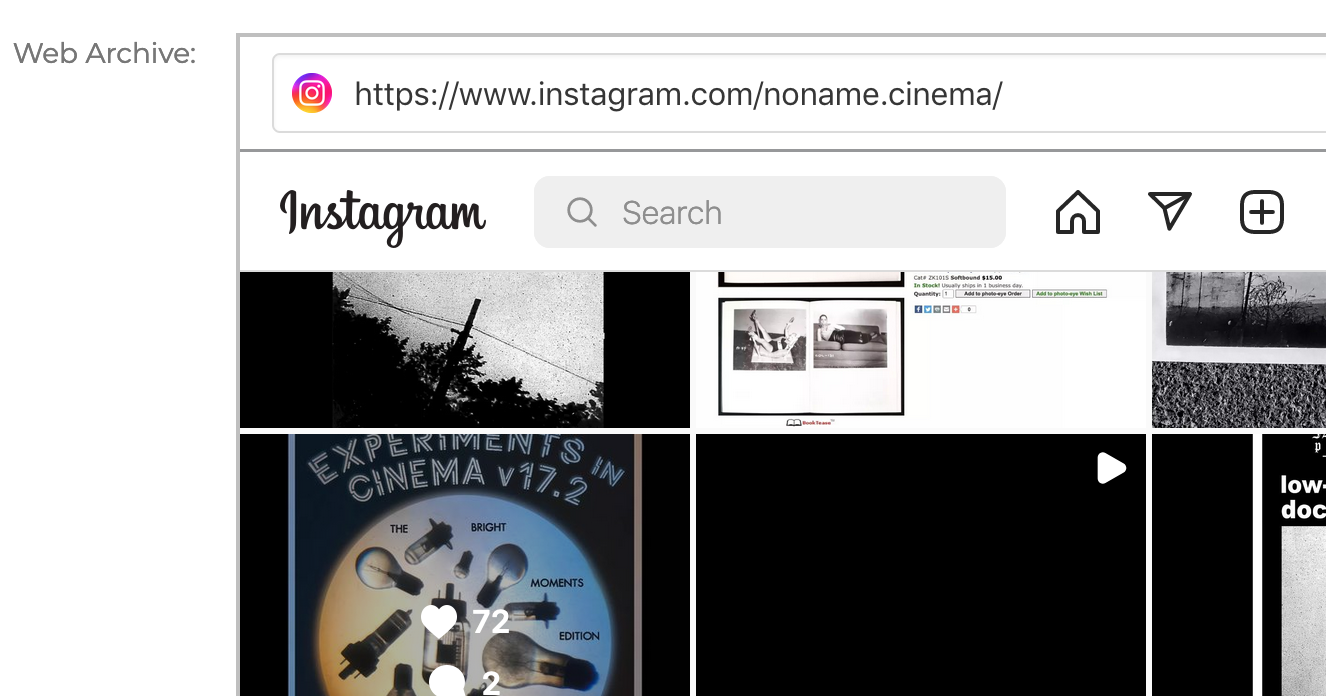 Web Archive:
https://www.instagram.com/noname.cinema/
Instagram
Search
Cat# ZK101S Softbound $15.00
In Stock! Usually ships in 1 business day.
Quantity: 1 Add to photo-eye Order Add to photo-eye Wish List
0
BookTease™
EXPERIMENTS IN
CINEMA v17.2
THE BRIGHT
MOMENTS
EDITION
72
2
p
low-
doc